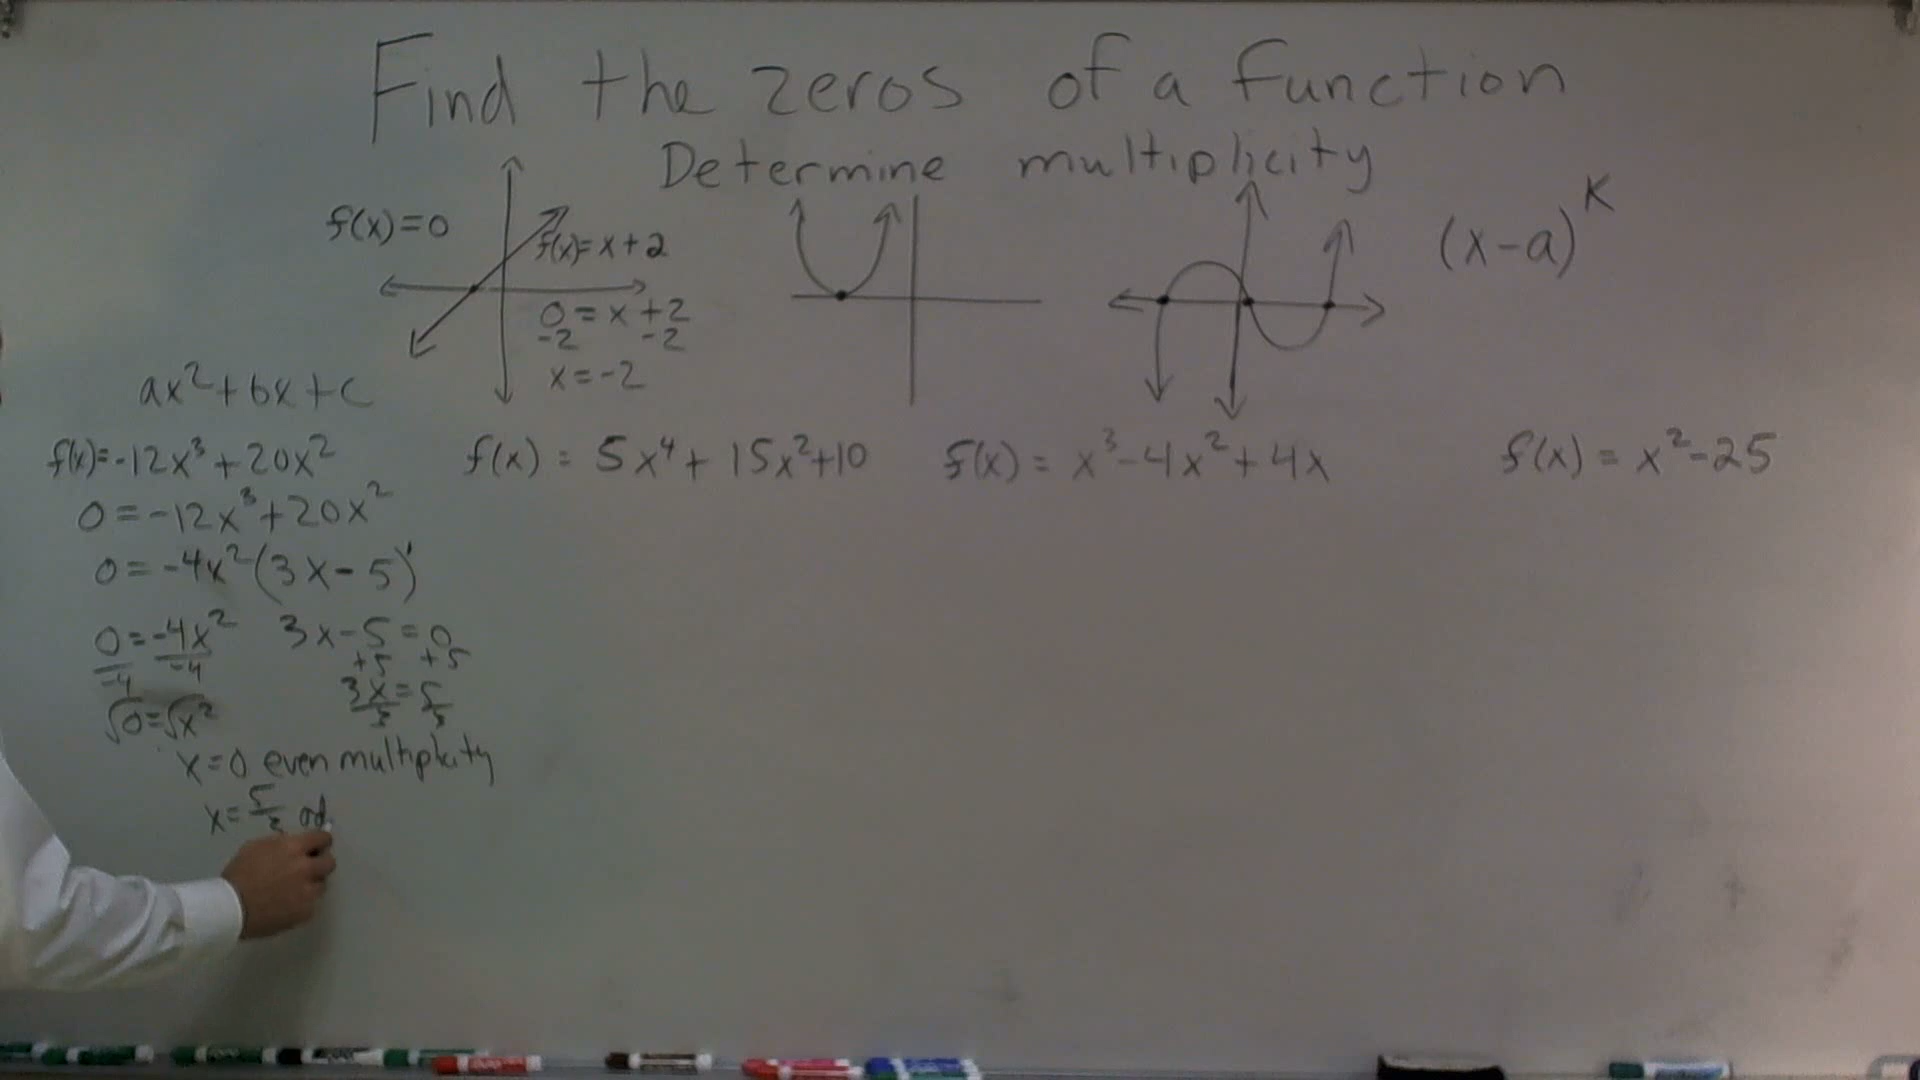 Find the zeros of a function
Determine multiplicity
f(x)=0
f(x)=x+2
0=x+2
-2 -2
x=-2
(x-a)^K
ax²+bx+c
f(x)=-12x³+20x²
0=-12x³+20x²
0=-4x²(3x-5)¹
0=-4x²
-4 -4
√0=√x²
3x-5=0
+5 +5
3x=5
3 3
x=0 even multiplicity
x=5/3 od
f(x) = 5x⁴+15x²+10
f(x) = x³-4x²+4x
f(x) = x²-25